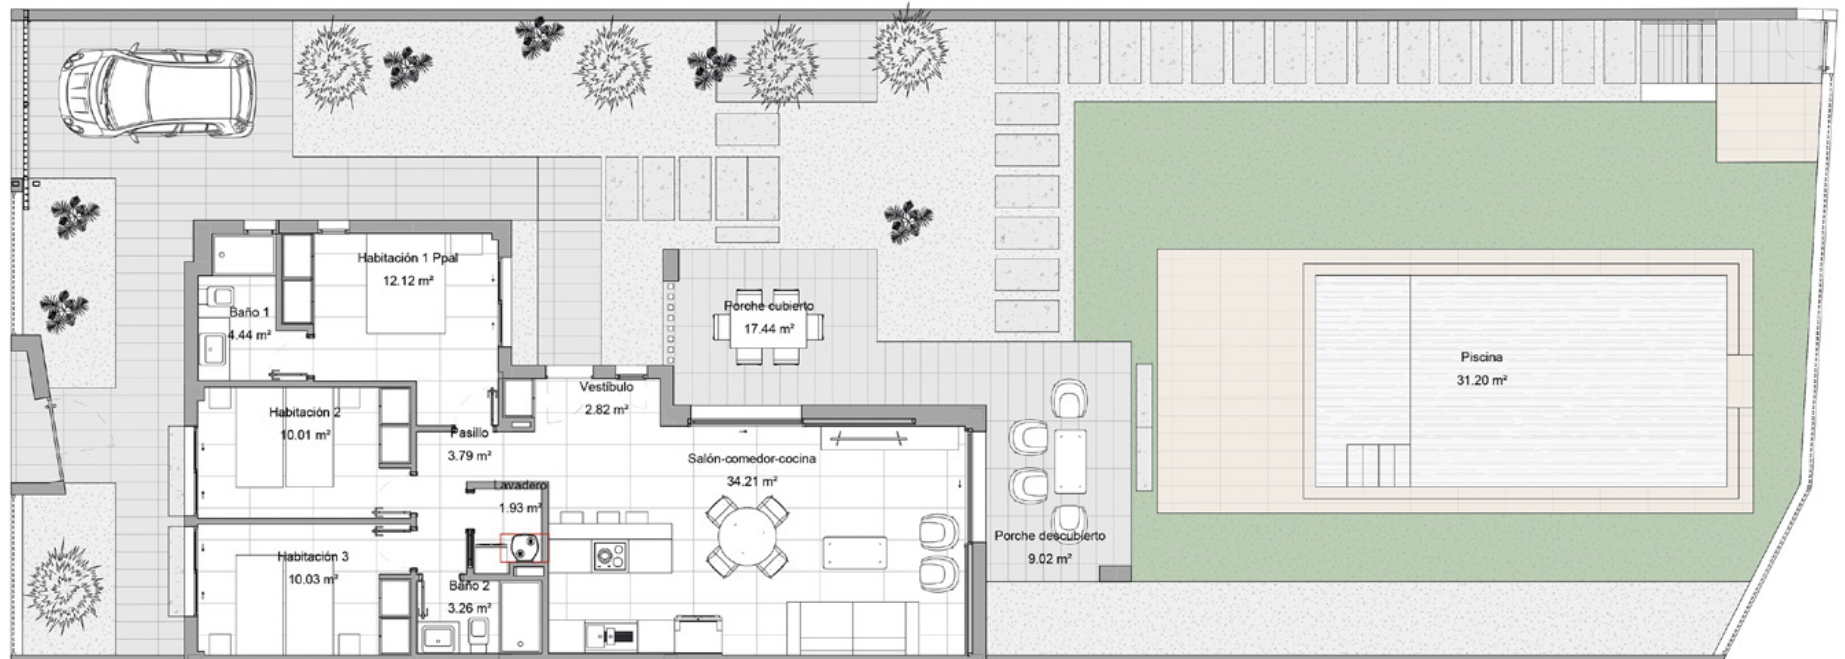 Habitación 1 Ppal
12.12 m²
Baño 1
4.44 m²
Porche cubierto
17.44 m²
Piscina
31.20 m²
Vestíbulo
2.82 m²
Habitación 2
10.01 m²
Pasillo
3.79 m²
Salón-comedor-cocina
34.21 m²
Lavadero
1.93 m²
Porche descubierto
9.02 m²
Habitación 3
10.03 m²
Baño 2
3.26 m²